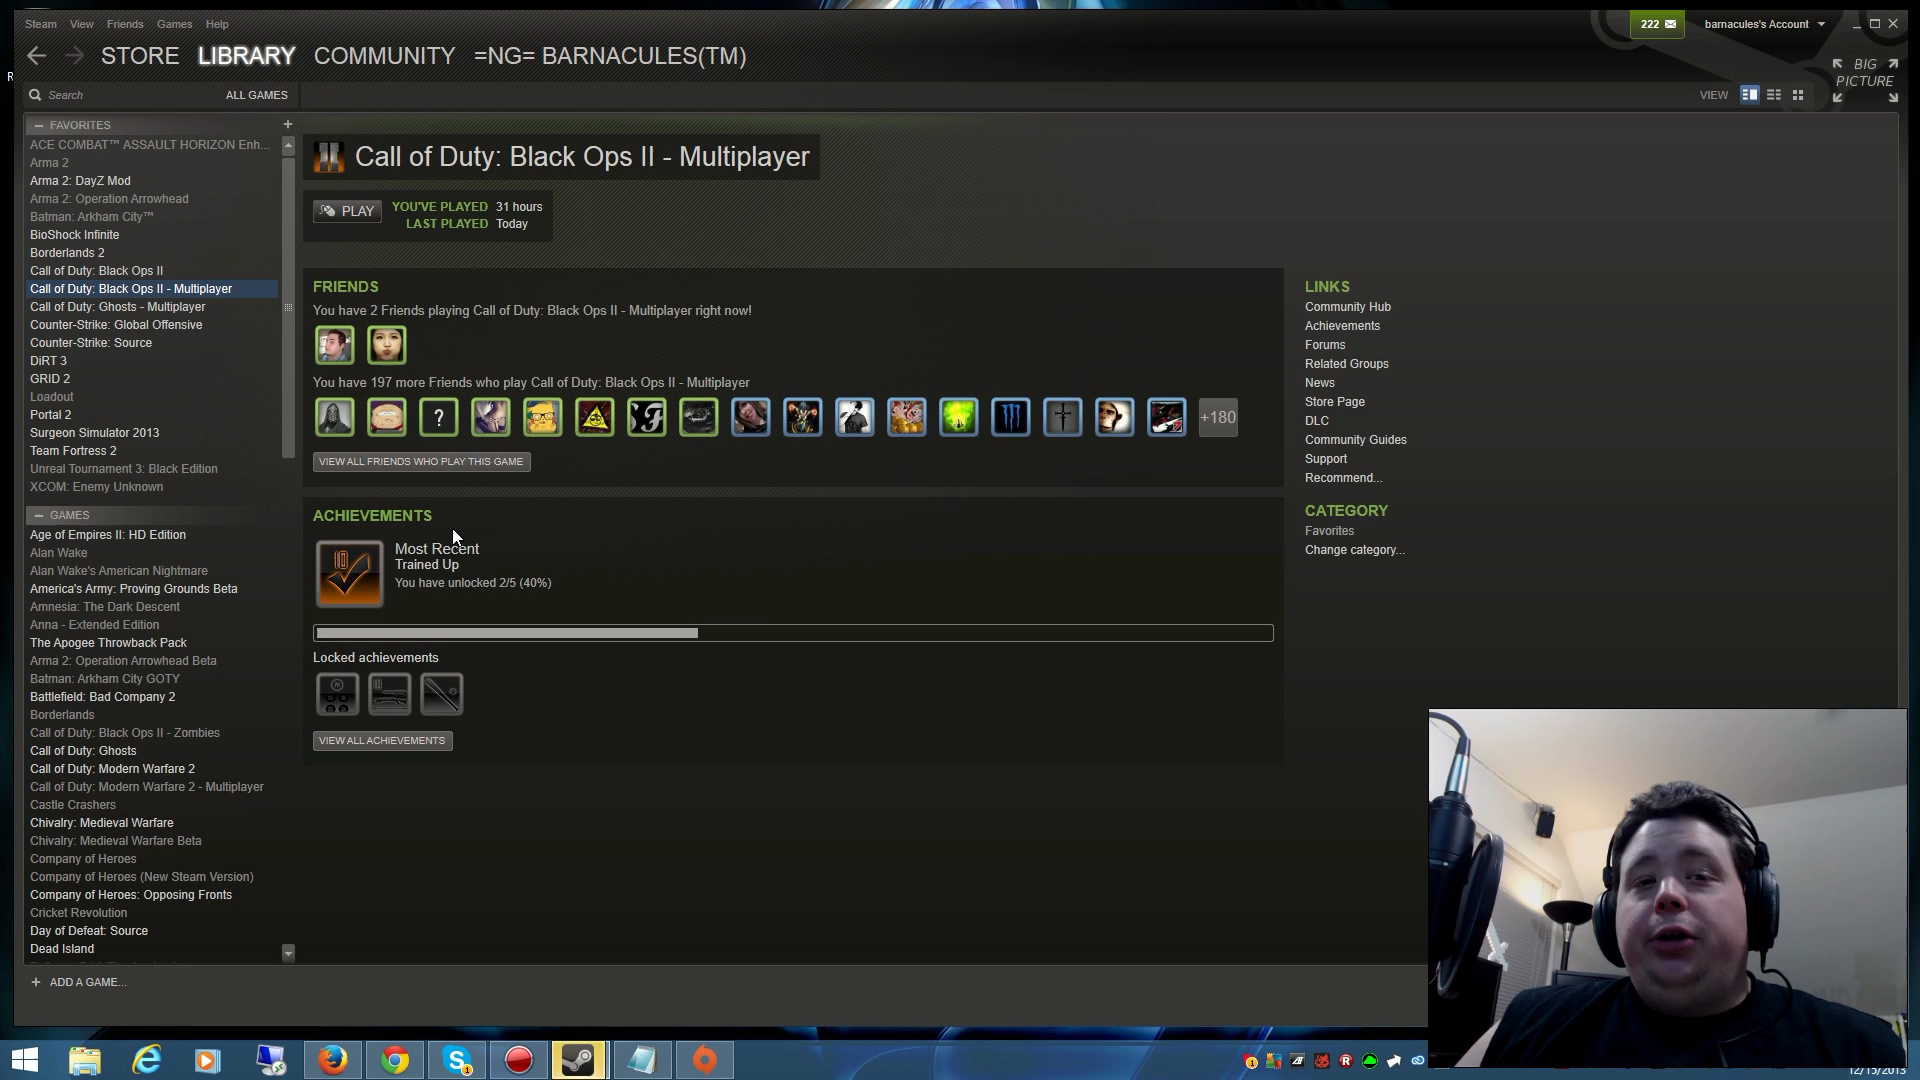 Steam View Friends Games Help
222
barnacules's Account
STORE LIBRARY COMMUNITY =NG= BARNACULES(TM)
BIG PICTURE
Search
ALL GAMES
VIEW
FAVORITES
ACE COMBAT™ ASSAULT HORIZON Enh...
Arma 2
Arma 2: DayZ Mod
Arma 2: Operation Arrowhead
Batman: Arkham City™
BioShock Infinite
Borderlands 2
Call of Duty: Black Ops II
Call of Duty: Black Ops II - Multiplayer
Call of Duty: Ghosts - Multiplayer
Counter-Strike: Global Offensive
Counter-Strike: Source
DiRT 3
GRID 2
Loadout
Portal 2
Surgeon Simulator 2013
Team Fortress 2
Unreal Tournament 3: Black Edition
XCOM: Enemy Unknown
GAMES
Age of Empires II: HD Edition
Alan Wake
Alan Wake's American Nightmare
America's Army: Proving Grounds Beta
Amnesia: The Dark Descent
Anna - Extended Edition
The Apogee Throwback Pack
Arma 2: Operation Arrowhead Beta
Batman: Arkham City GOTY
Battlefield: Bad Company 2
Borderlands
Call of Duty: Black Ops II - Zombies
Call of Duty: Ghosts
Call of Duty: Modern Warfare 2
Call of Duty: Modern Warfare 2 - Multiplayer
Castle Crashers
Chivalry: Medieval Warfare
Chivalry: Medieval Warfare Beta
Company of Heroes
Company of Heroes (New Steam Version)
Company of Heroes: Opposing Fronts
Cricket Revolution
Day of Defeat: Source
Dead Island
ADD A GAME...
Call of Duty: Black Ops II - Multiplayer
PLAY
YOU'VE PLAYED 31 hours
LAST PLAYED Today
FRIENDS
You have 2 Friends playing Call of Duty: Black Ops II - Multiplayer right now!
You have 197 more Friends who play Call of Duty: Black Ops II - Multiplayer
?
+180
VIEW ALL FRIENDS WHO PLAY THIS GAME
ACHIEVEMENTS
10
Most Recent
Trained Up
You have unlocked 2/5 (40%)
Locked achievements
VIEW ALL ACHIEVEMENTS
LINKS
Community Hub
Achievements
Forums
Related Groups
News
Store Page
DLC
Community Guides
Support
Recommend...
CATEGORY
Favorites
Change category...
12/15/2013